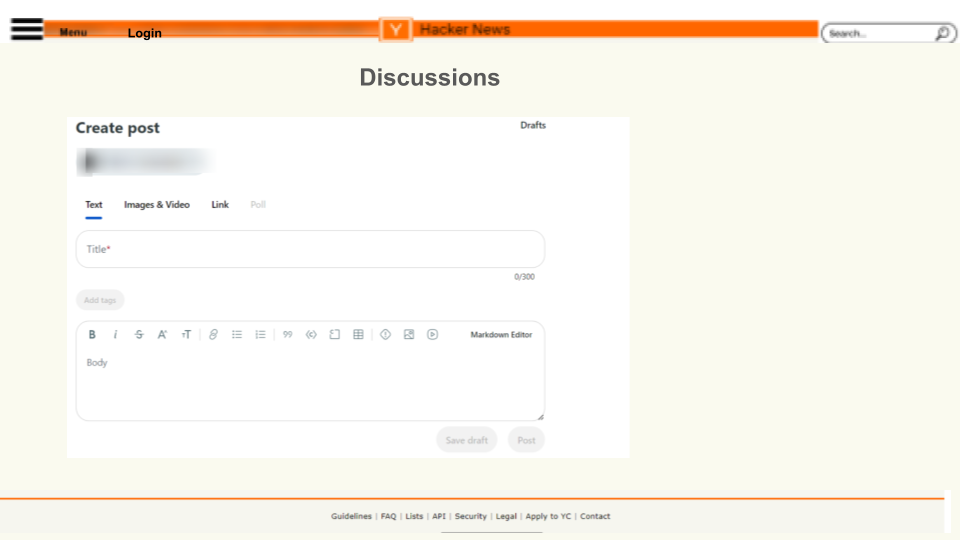 Menu Login Y Hacker News Search...
Discussions
Create post Drafts
Text Images & Video Link Poll
Title*
0/300
Add tags
B i S A T 99 Markdown Editor
Body
Save draft Post
Guidelines | FAQ | Lists | API | Security | Legal | Apply to YC | Contact